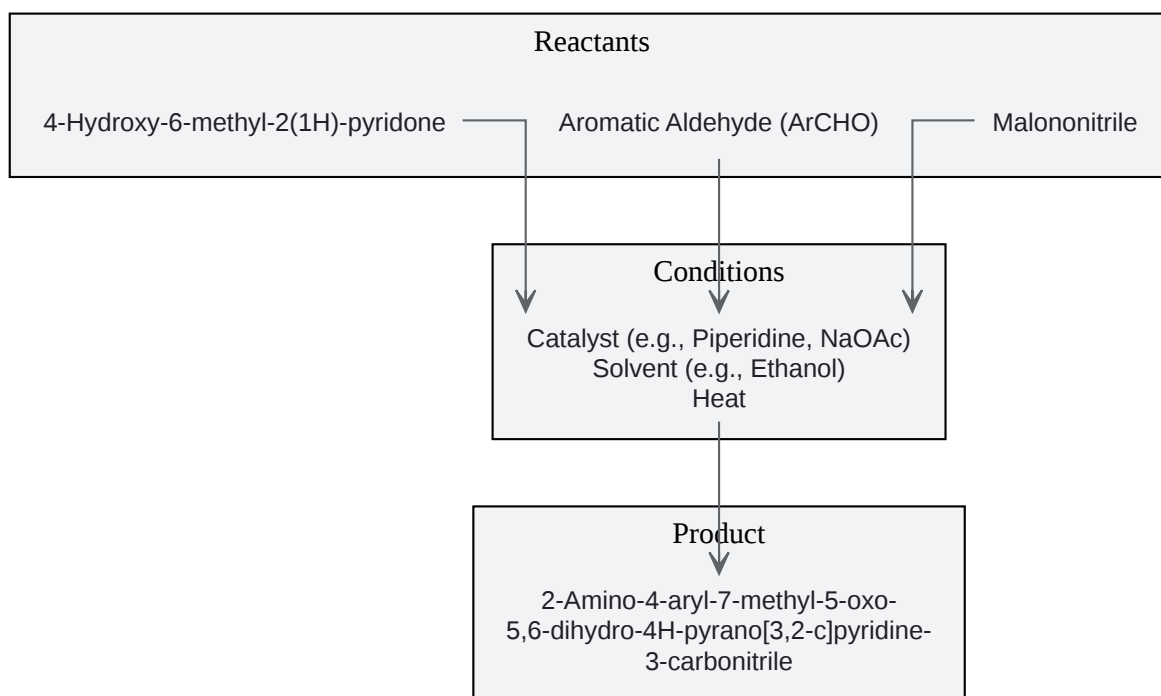 Reactants
4-Hydroxy-6-methyl-2(1H)-pyridone
Aromatic Aldehyde (ArCHO)
Malononitrile
Conditions
Catalyst (e.g., Piperidine, NaOAc)
Solvent (e.g., Ethanol)
Heat
Product
2-Amino-4-aryl-7-methyl-5-oxo-
5,6-dihydro-4H-pyrano[3,2-c]pyridine-
3-carbonitrile